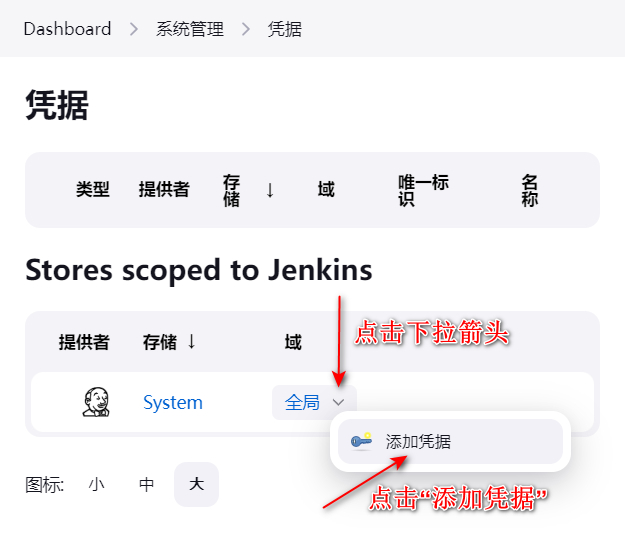 Dashboard > 系统管理 > 凭据
凭据
类型 提供者 存储 ↓ 域 唯一标识 名称
Stores scoped to Jenkins
提供者 存储 ↓ 域
点击下拉箭头
System 全局
添加凭据
图标: 小 中 大
点击“添加凭据”